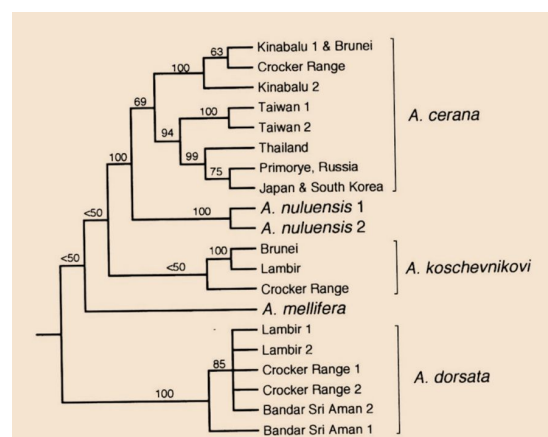 63
Kinabalu 1 & Brunei
100
Crocker Range
Kinabalu 2
69
100
Taiwan 1
A. cerana
94
Taiwan 2
99
Thailand
100
75
Primorye, Russia
Japan & South Korea
100
A. nuluensis 1
<50
A. nuluensis 2
100
Brunei
<50
<50
Lambir
A. koschevnikovi
Crocker Range
A. mellifera
Lambir 1
Lambir 2
85
Crocker Range 1
A. dorsata
100
Crocker Range 2
Bandar Sri Aman 2
Bandar Sri Aman 1